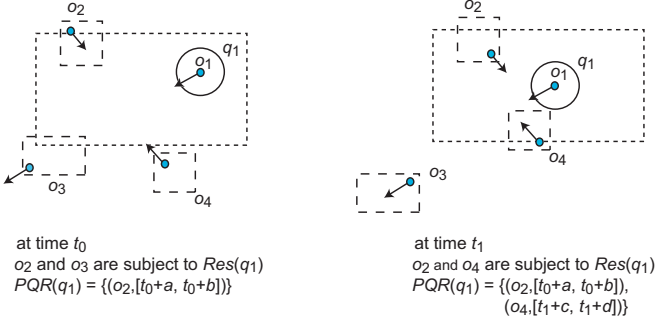 o2
q1
o1
o3
o4
at time t0
o2 and o3 are subject to Res(q1)
PQR(q1) = {(o2,[t0+a, t0+b])}
o2
q1
o1
o4
o3
at time t1
o2 and o4 are subject to Res(q1)
PQR(q1) = {(o2,[t0+a, t0+b]),
(o4,[t1+c, t1+d])}